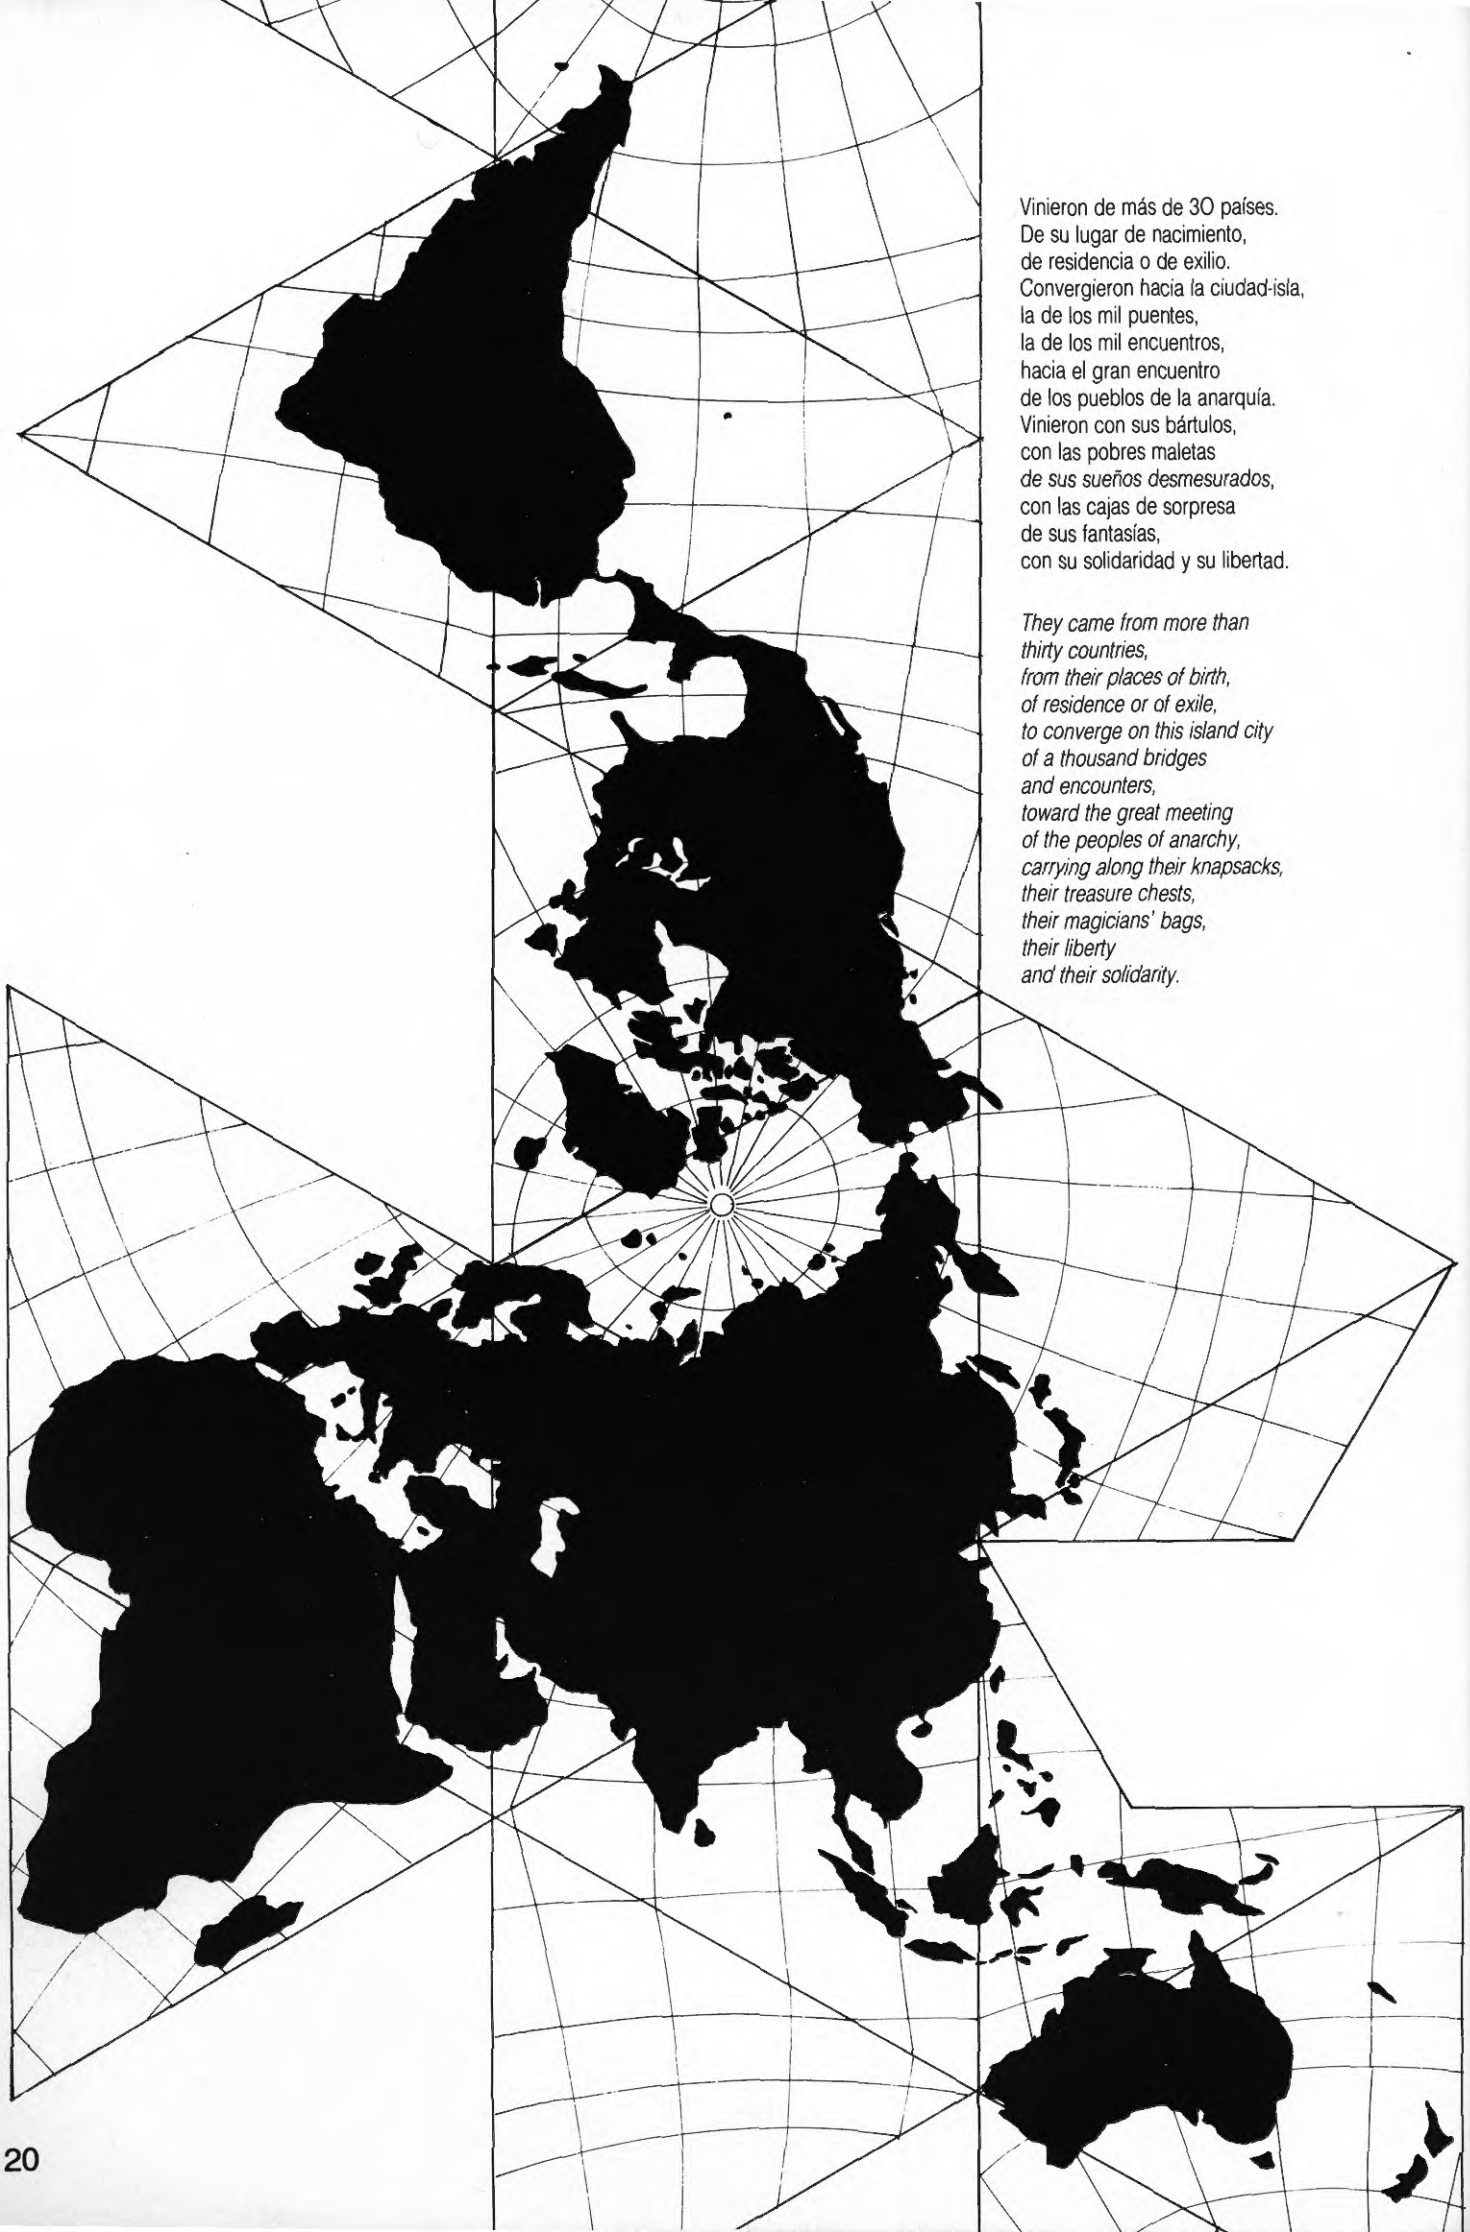 Vinieron de más de 30 países.
De su lugar de nacimiento,
de residencia o de exilio.
Convergieron hacia la ciudad-isla,
la de los mil puentes,
la de los mil encuentros,
hacia el gran encuentro
de los pueblos de la anarquía.
Vinieron con sus bártulos,
con las pobres maletas
de sus sueños desmesurados,
con las cajas de sorpresa
de sus fantasías,
con su solidaridad y su libertad.
They came from more than
thirty countries,
from their places of birth,
of residence or of exile,
to converge on this island city
of a thousand bridges
and encounters,
toward the great meeting
of the peoples of anarchy,
carrying along their knapsacks,
their treasure chests,
their magicians' bags,
their liberty
and their solidarity.
20